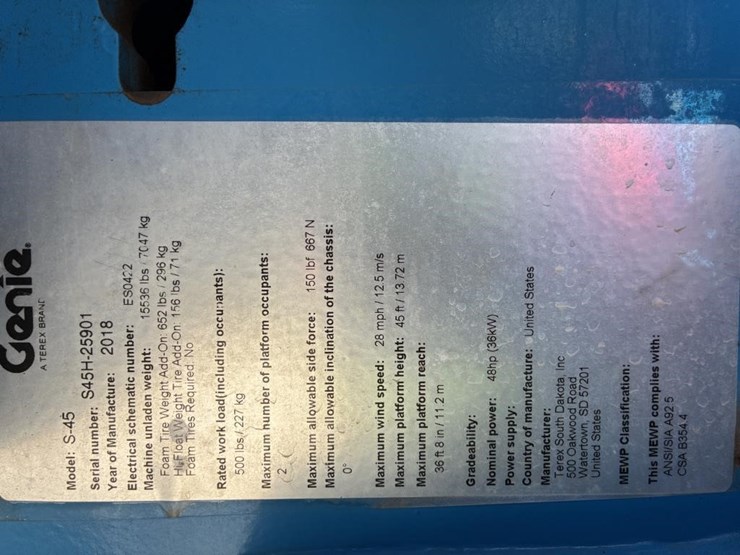 Genie
A TEREX BRAND
Model: S-45
Serial number: S45H-25901
Year of Manufacture: 2018
Electrical schematic number: ES0422
Machine unladen weight: 15536 lbs / 7047 kg
Foam Tire Weight Add-On: 652 lbs / 296 kg
Hi-Float Weight Tire Add-On: 156 lbs / 71 kg
Foam Tires Required: No
Rated work load(including occupants):
500 lbs / 227 kg
Maximum number of platform occupants:
2
Maximum allowable side force: 150 lbf 667 N
Maximum allowable inclination of the chassis:
0°
Maximum wind speed: 28 mph / 12.5 m/s
Maximum platform height: 45 ft / 13.72 m
Maximum platform reach:
36 ft 8 in / 11.2 m
Gradeability:
Nominal power: 48hp (36kW)
Power supply:
Country of manufacture: United States
Manufacturer:
Terex South Dakota, Inc
500 Oakwood Road
Watertown, SD 57201
United States
MEWP Classification:
This MEWP complies with:
ANSI/SIA A92.5
CSA B354.4